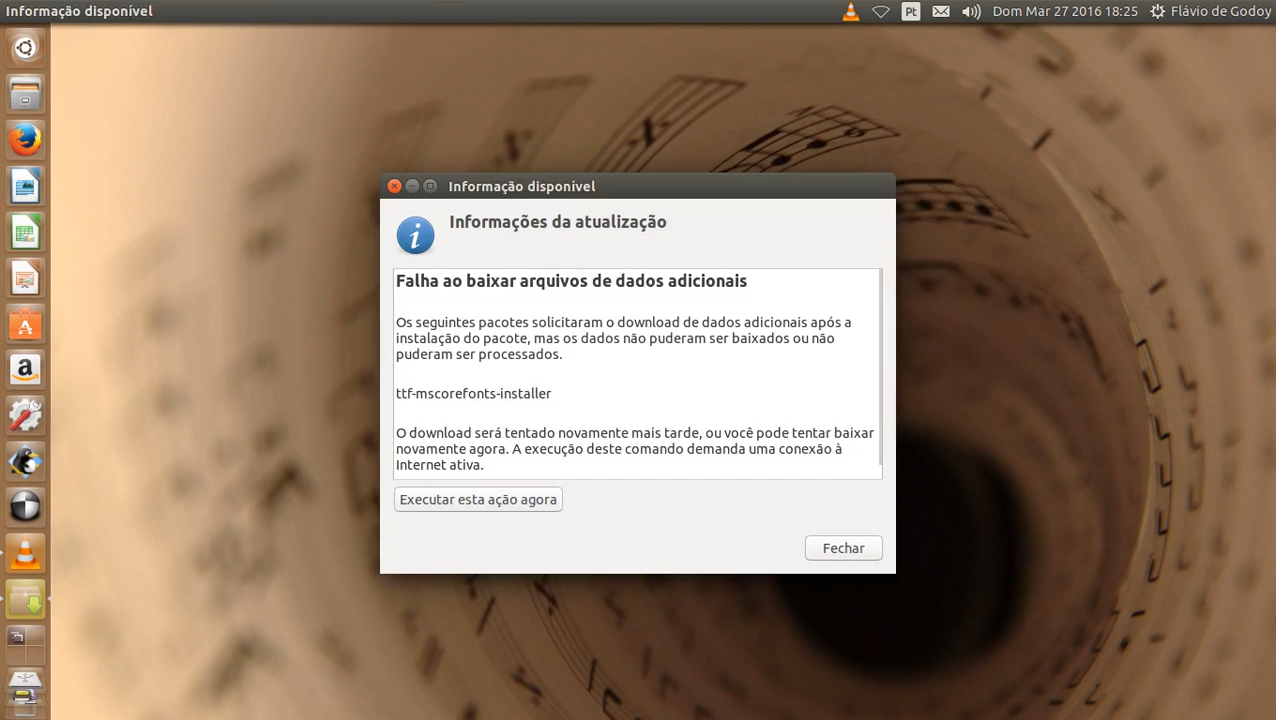 Informação disponível
Pt
Dom Mar 27 2016 18:25
Flávio de Godoy
Informação disponível
Informações da atualização
Falha ao baixar arquivos de dados adicionais
Os seguintes pacotes solicitaram o download de dados adicionais após a
instalação do pacote, mas os dados não puderam ser baixados ou não
puderam ser processados.
ttf-mscorefonts-installer
O download será tentado novamente mais tarde, ou você pode tentar baixar
novamente agora. A execução deste comando demanda uma conexão à
Internet ativa.
Executar esta ação agora
Fechar